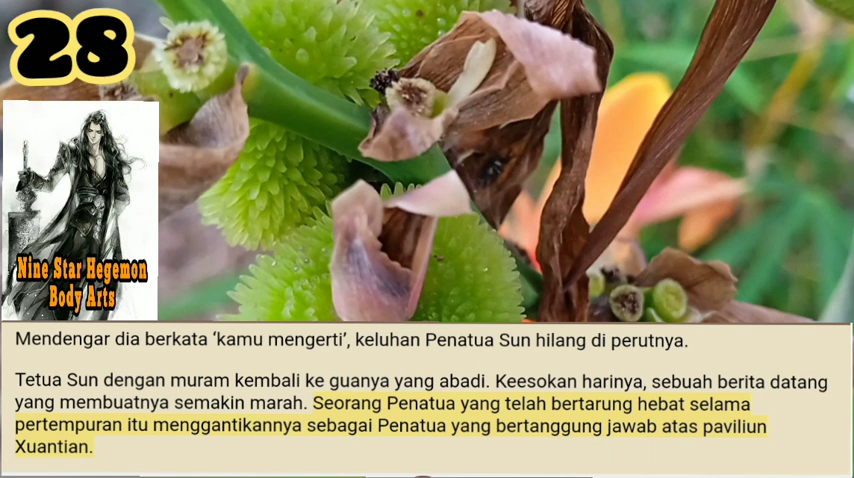 28
Nine Star Hegemon
Body Arts
Mendengar dia berkata ‘kamu mengerti’, keluhan Penatua Sun hilang di perutnya.
Tetua Sun dengan muram kembali ke guanya yang abadi. Keesokan harinya, sebuah berita datang
yang membuatnya semakin marah. Seorang Penatua yang telah bertarung hebat selama
pertempuran itu menggantikannya sebagai Penatua yang bertanggung jawab atas paviliun
Xuantian.